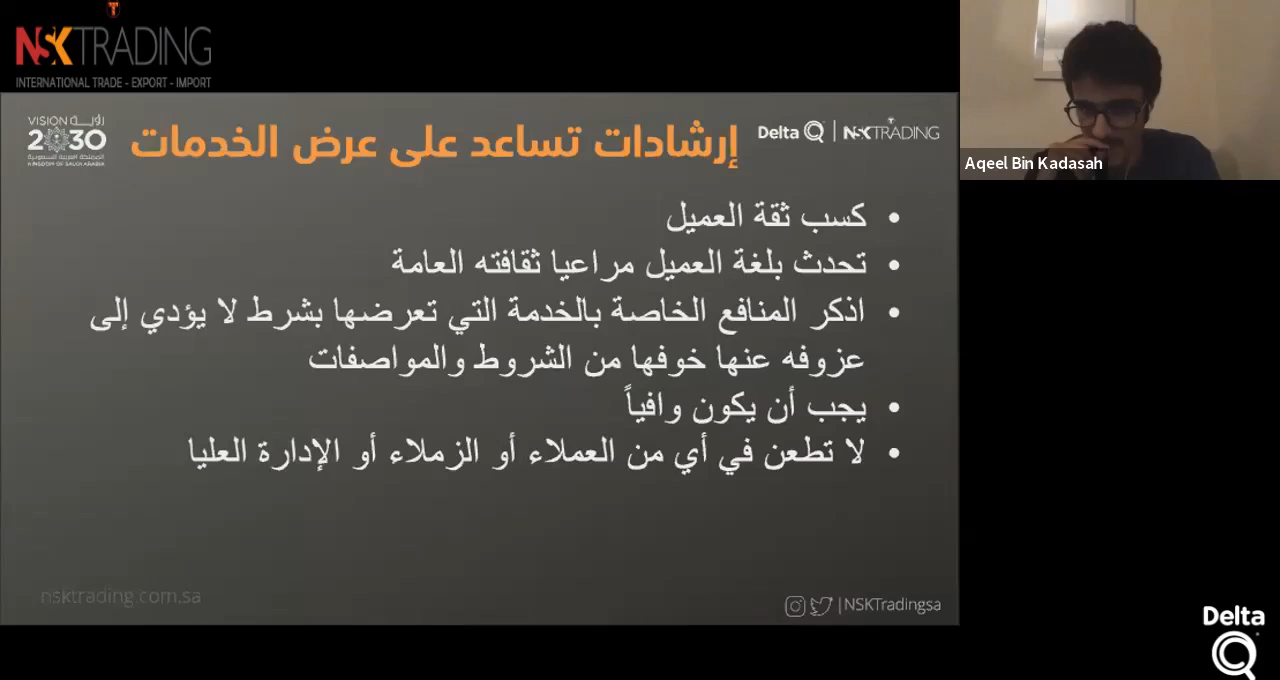 NSKTRADING
INTERNATIONAL TRADE - EXPORT - IMPORT
VISION رؤيـــة
2030
المملكة العربية السعودية
KINGDOM OF SAUDI ARABIA
إرشادات تساعد على عرض الخدمات
Delta Q | NSKTRADING
• كسب ثقة العميل
• تحدث بلغة العميل مراعيا ثقافته العامة
• اذكر المنافع الخاصة بالخدمة التي تعرضها بشرط لا يؤدي إلى
عزوفه عنها خوفها من الشروط والمواصفات
• يجب أن يكون وافياً
• لا تطعن في أي من العملاء أو الزملاء أو الإدارة العليا
nsktrading.com.sa
|NSKTradingsa
Aqeel Bin Kadasah
Delta
Q